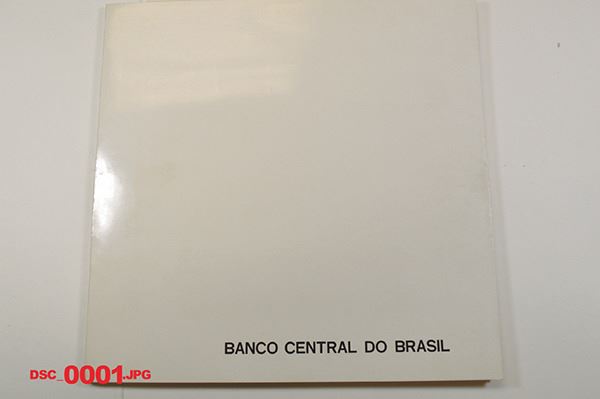 BANCO CENTRAL DO BRASIL
DSC_0001.JPG